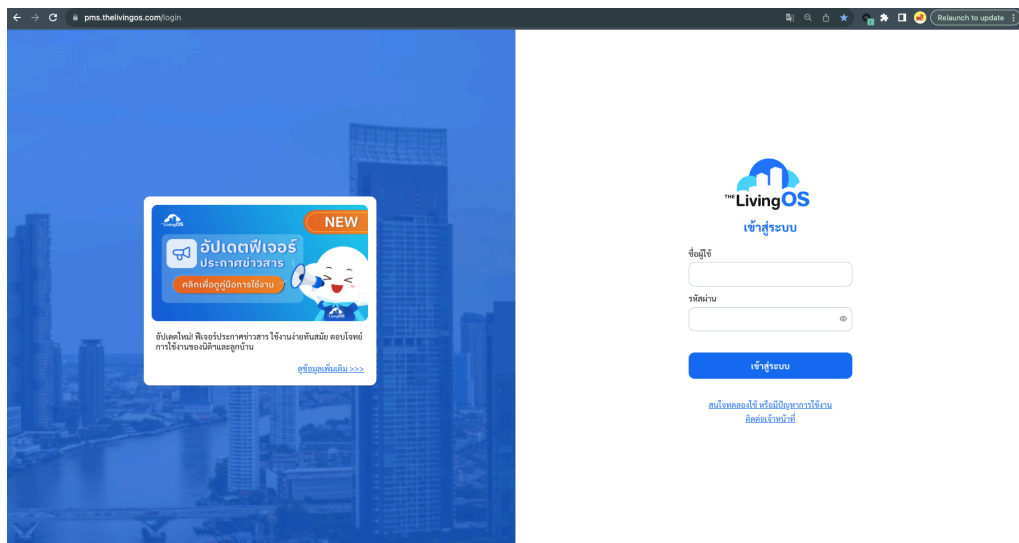 pms.thelivingos.com/login
Relaunch to update
THE LivingOS
NEW
อัปเดตฟีเจอร์
ประกาศข่าวสาร
คลิกเพื่อดูคู่มือการใช้งาน
LivingOS
อัปเดตใหม่! ฟีเจอร์ประกาศข่าวสาร ใช้งานง่ายทันสมัย ตอบโจทย์
การใช้งานของนิติฯและลูกบ้าน
ดูข้อมูลเพิ่มเติม >>>
THE LivingOS
เข้าสู่ระบบ
ชื่อผู้ใช้
รหัสผ่าน
เข้าสู่ระบบ
สนใจทดลองใช้ หรือมีปัญหาการใช้งาน
ติดต่อเจ้าหน้าที่